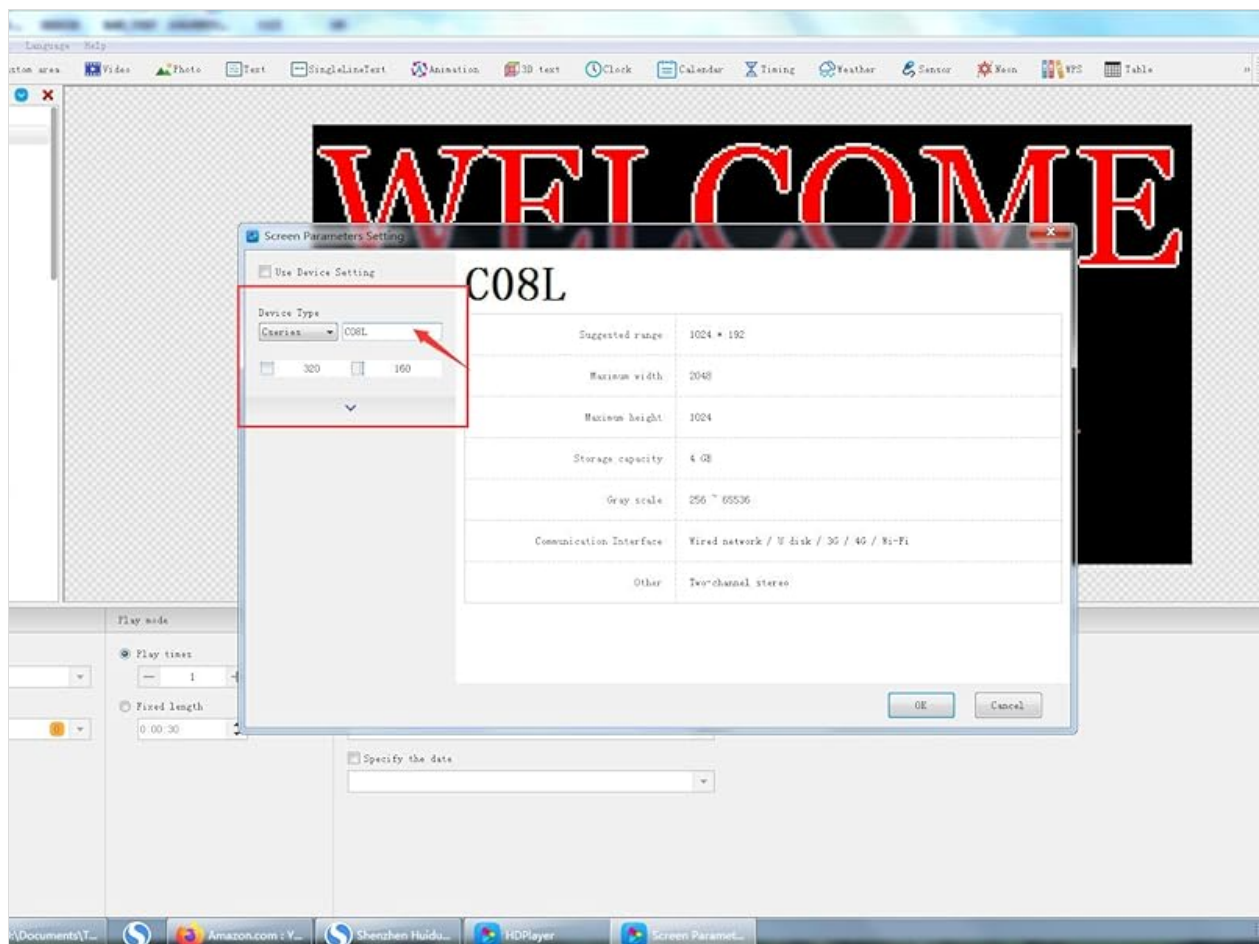 Language Help
Video Photo Text SingleLineText Animation 3D text Clock Calendar Timing Weather Sensor Neon WPS Table
WELCOME
Screen Parameters Setting
Use Device Setting
C08L
Device Type
Cseries C08L
320 160
Suggested range 1024 * 192
Maximum width 2048
Maximum height 1024
Storage capacity 4 GB
Gray scale 256 ~ 65536
Communication Interface Wired network / U disk / 3G / 4G / Wi-Fi
Other Two-channel stereo
Play mode
Play times
1
Fixed length
0:00:30
OK Cancel
Specify the date
\Documents\T... Amazon.com : Y... Shenzhen Huidu... HDPlayer Screen Paramet...